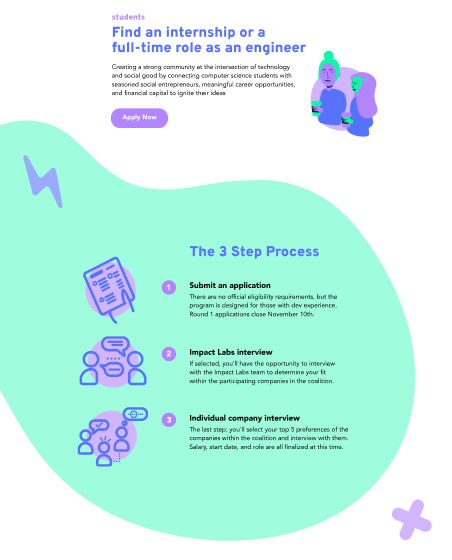 students
Find an internship or a
full-time role as an engineer
Creating a strong community at the intersection of technology
and social good by connecting computer science students with
seasoned social entrepreneurs, meaningful career opportunities,
and financial capital to ignite their ideas
Apply Now
The 3 Step Process
1
Submit an application
There are no official eligibility requirements, but the
program is designed for those with dev experience.
Round 1 applications close November 10th.
2
Impact Labs interview
If selected, you'll have the opportunity to interview
with the Impact Labs team to determine your fit
within the participating companies in the coalition.
3
Individual company interview
The last step: you'll select your top 5 preferences of the
companies within the coalition and interview with them.
Salary, start date, and role are all finalized at this time.